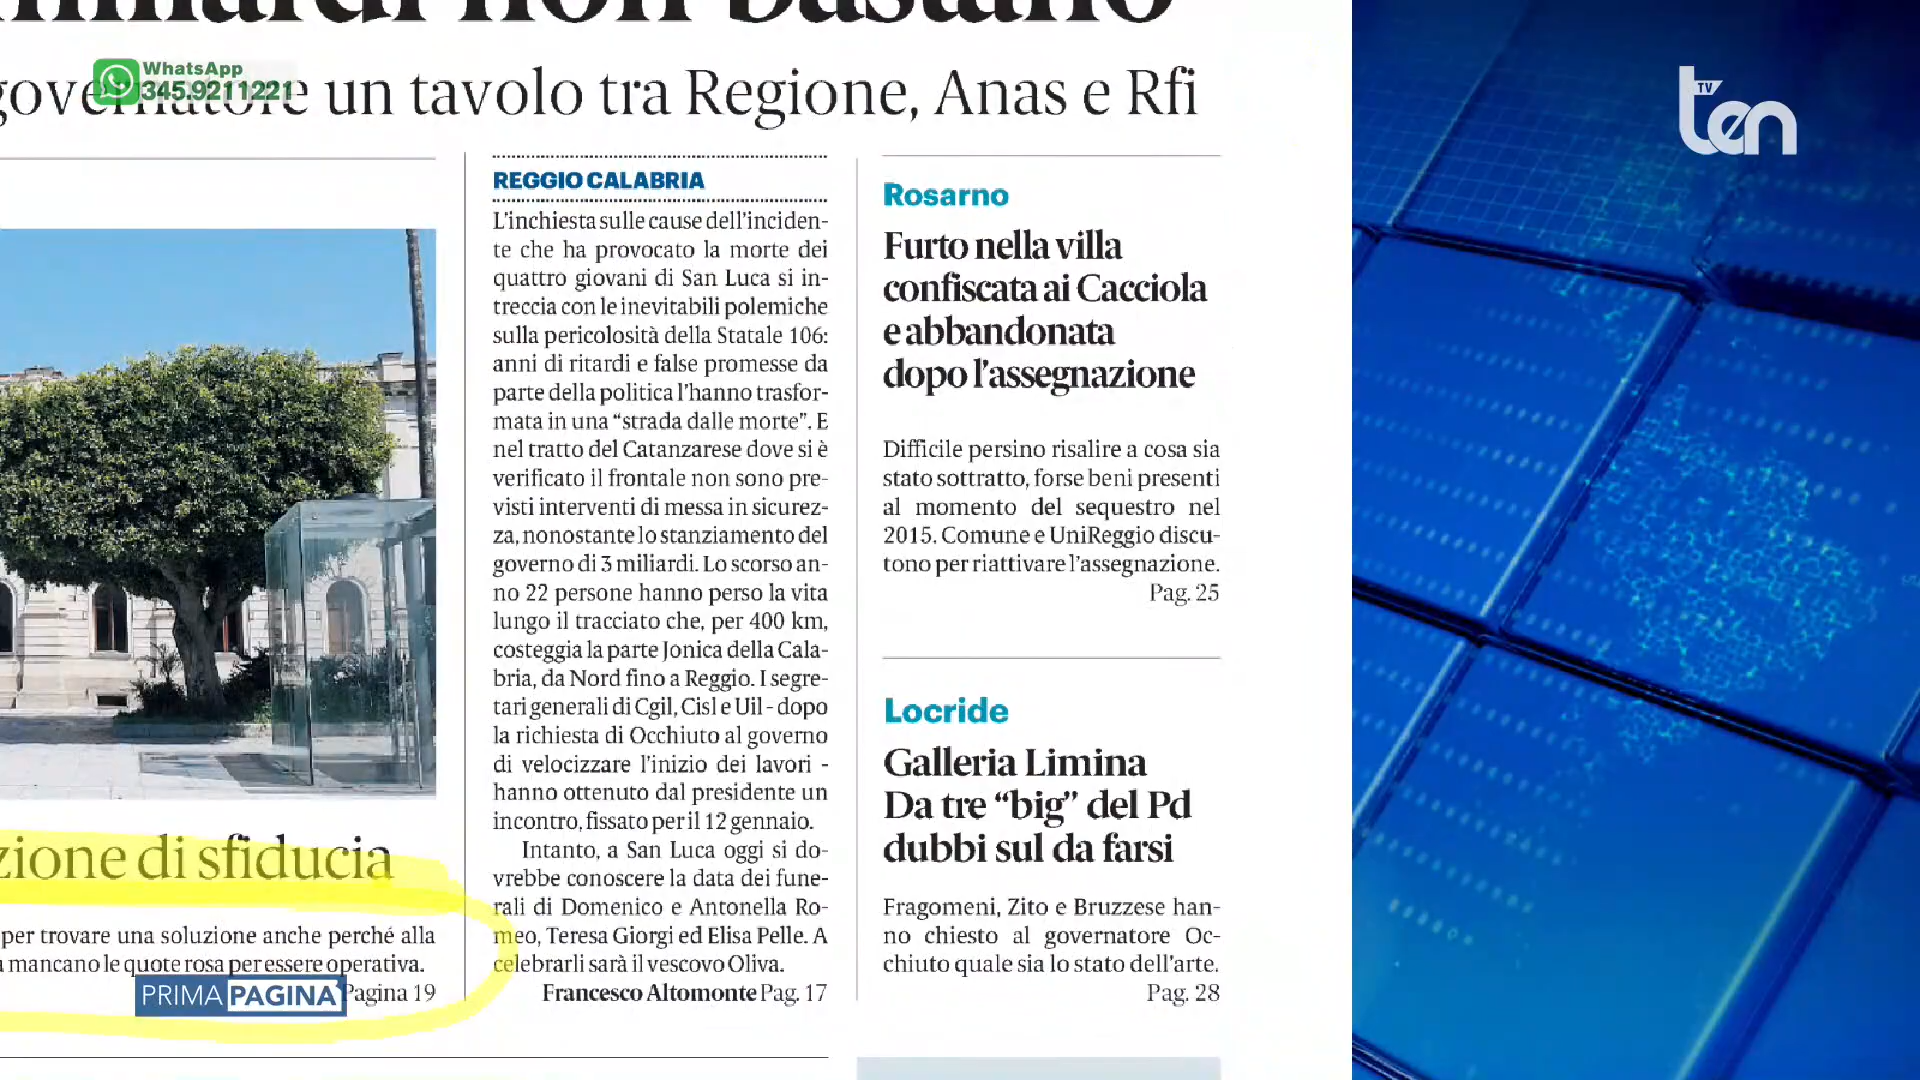 miliardi non bastano
governatore un tavolo tra Regione, Anas e Rfi
WhatsApp
345.9211221
TV
ten
REGGIO CALABRIA
L’inchiesta sulle cause dell’inciden-
te che ha provocato la morte dei
quattro giovani di San Luca si in-
treccia con le inevitabili polemiche
sulla pericolosità della Statale 106:
anni di ritardi e false promesse da
parte della politica l’hanno trasfor-
mata in una “strada dalle morte”. E
nel tratto del Catanzarese dove si è
verificato il frontale non sono pre-
visti interventi di messa in sicurez-
za, nonostante lo stanziamento del
governo di 3 miliardi. Lo scorso an-
no 22 persone hanno perso la vita
lungo il tracciato che, per 400 km,
costeggia la parte Jonica della Cala-
bria, da Nord fino a Reggio. I segre-
tari generali di Cgil, Cisl e Uil - dopo
la richiesta di Occhiuto al governo
di velocizzare l’inizio dei lavori -
hanno ottenuto dal presidente un
incontro, fissato per il 12 gennaio.
Intanto, a San Luca oggi si do-
vrebbe conoscere la data dei fune-
rali di Domenico e Antonella Ro-
meo, Teresa Giorgi ed Elisa Pelle. A
celebrarli sarà il vescovo Oliva.
Francesco Altomonte Pag. 17
Rosarno
Furto nella villa
confiscata ai Cacciola
e abbandonata
dopo l’assegnazione
Difficile persino risalire a cosa sia
stato sottratto, forse beni presenti
al momento del sequestro nel
2015. Comune e UniReggio discu-
tono per riattivare l’assegnazione.
Pag. 25
Locride
Galleria Limina
Da tre “big” del Pd
dubbi sul da farsi
Fragomeni, Zito e Bruzzese han-
no chiesto al governatore Oc-
chiuto quale sia lo stato dell’arte.
Pag. 28
zione di sfiducia
per trovare una soluzione anche perché alla
mancano le quote rosa per essere operativa.
Pagina 19
PRIMA PAGINA